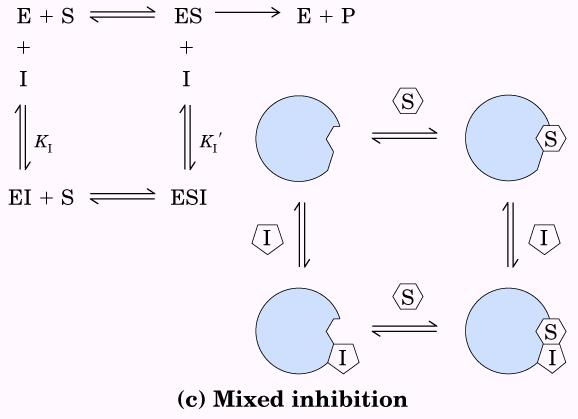 E + S ⇌ ES ⟶ E + P
+ +
I I
K_I K_I′
EI + S ⇌ ESI
S
S
I I
S
I
S
I
(c) Mixed inhibition